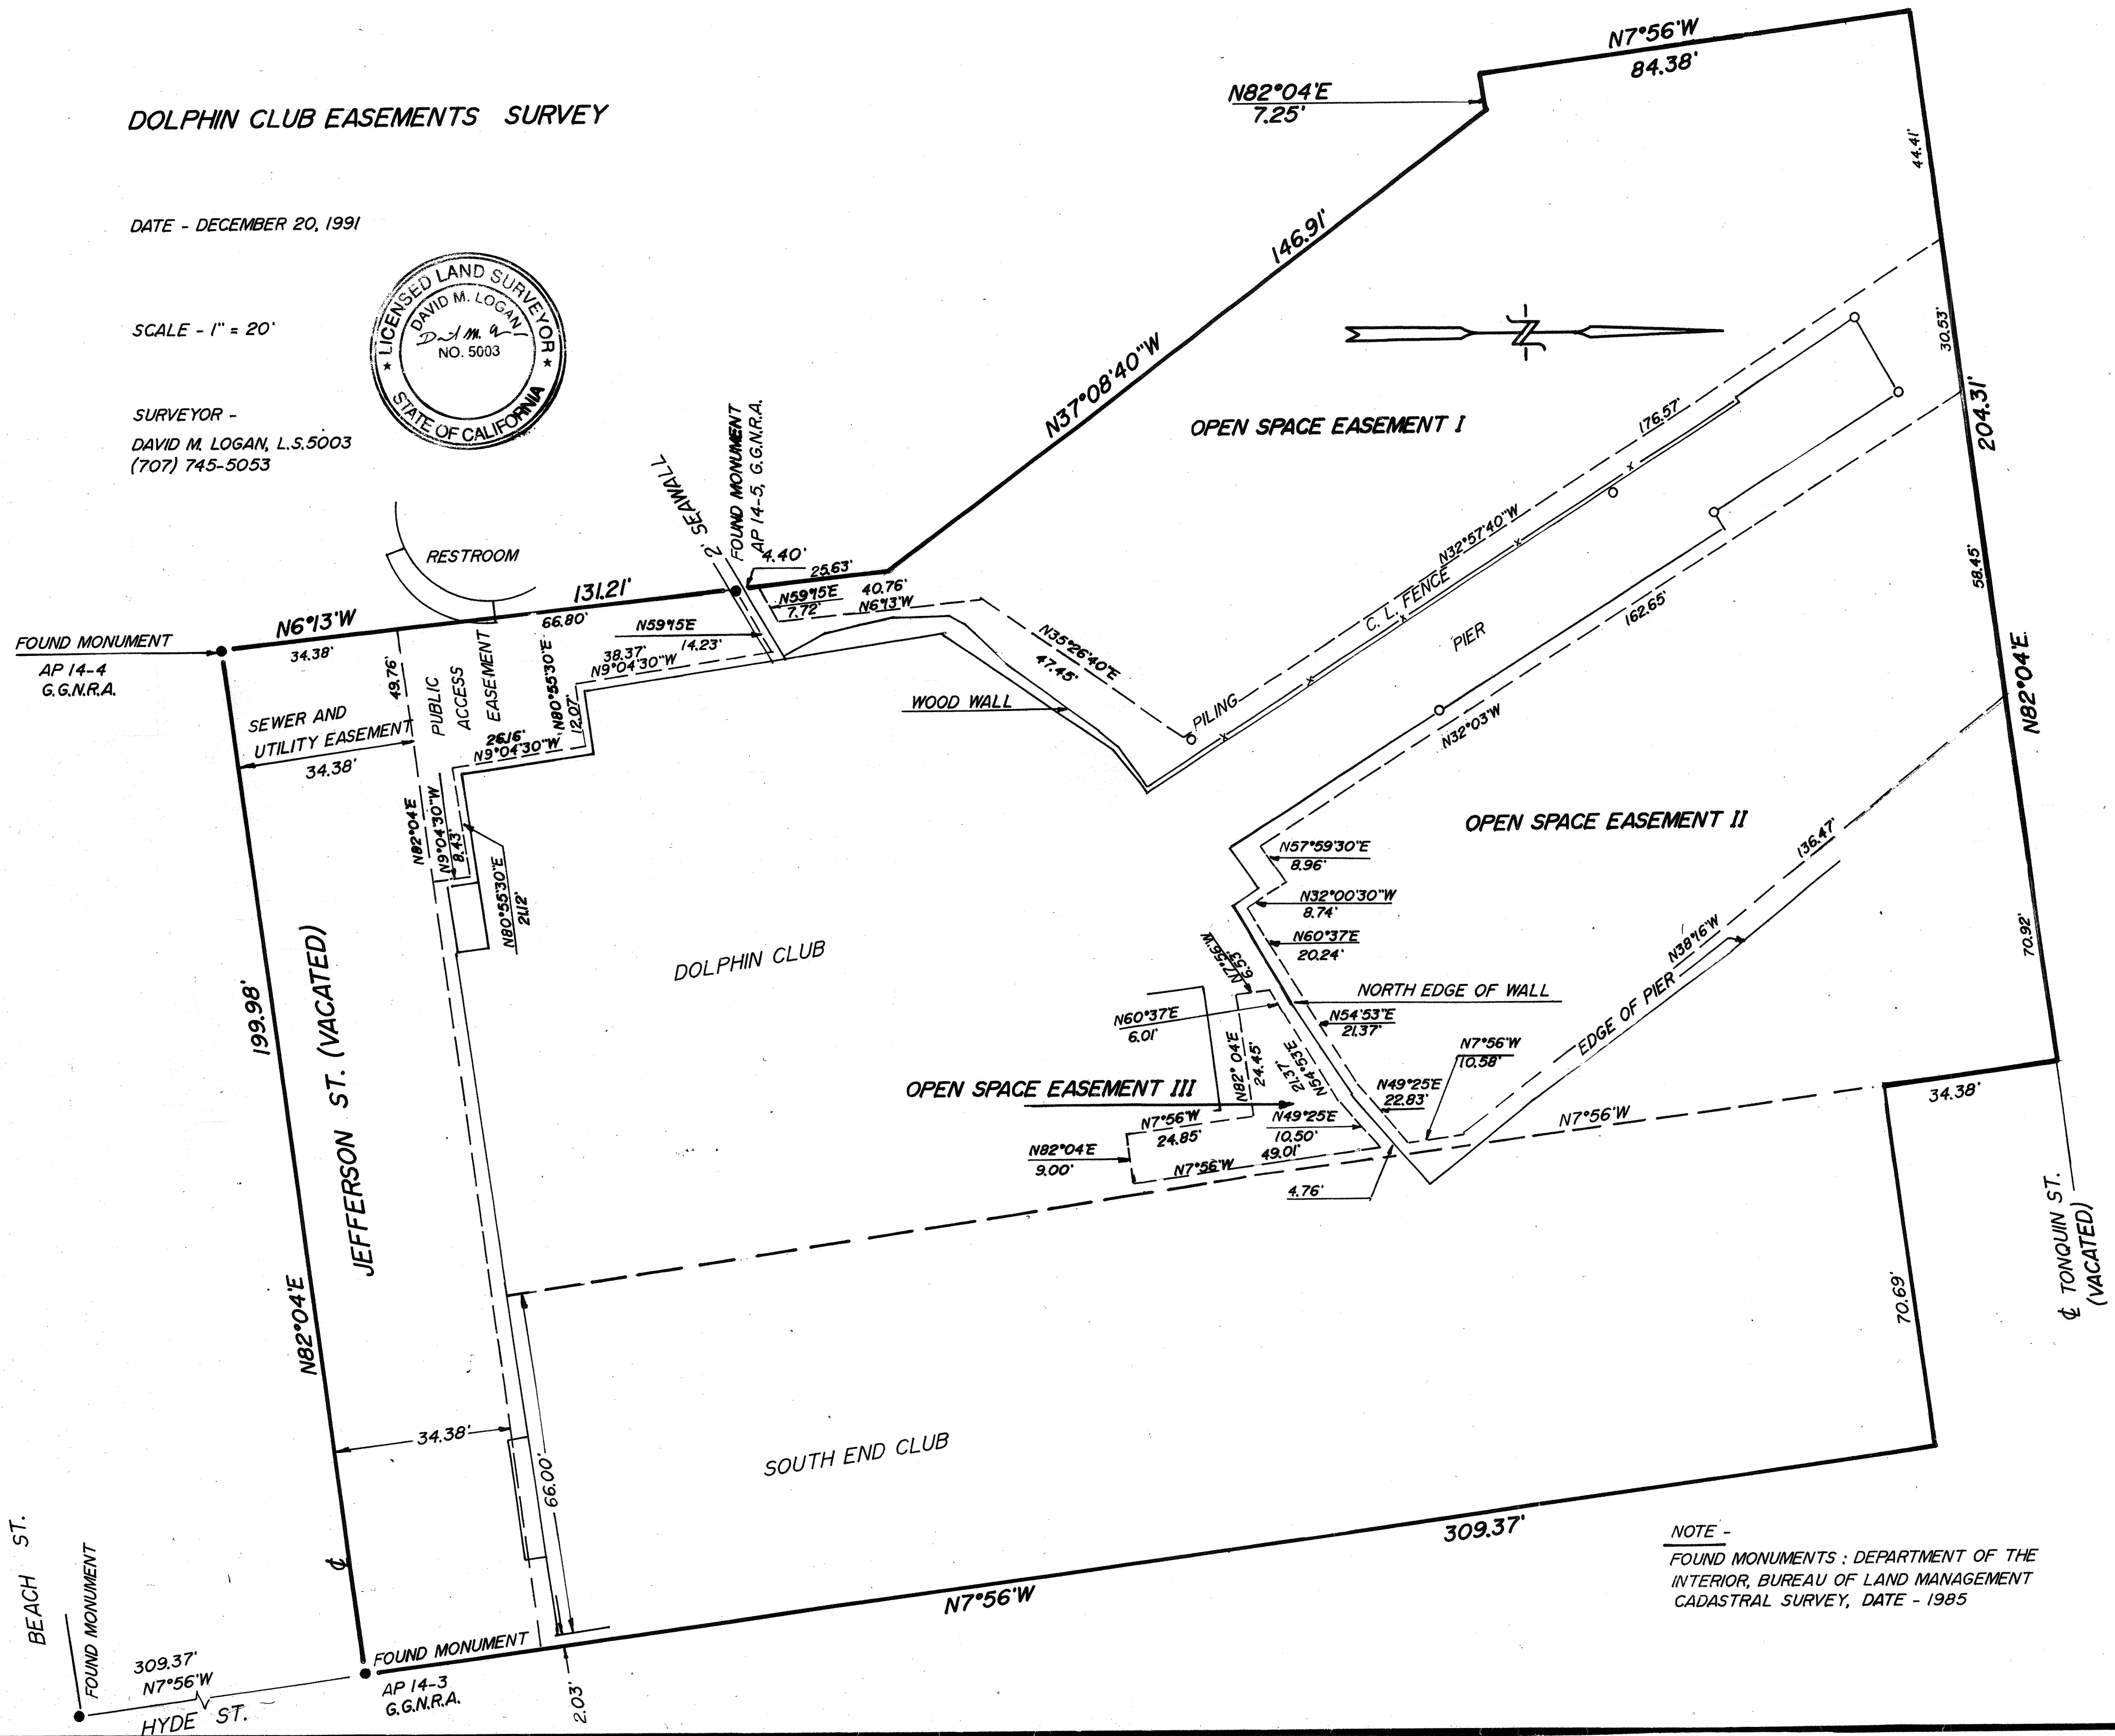 DOLPHIN CLUB EASEMENTS SURVEY
DATE - DECEMBER 20, 1991
SCALE - 1" = 20'
SURVEYOR -
DAVID M. LOGAN, L.S.5003
(707) 745-5053
LICENSED LAND SURVEYOR
DAVID M. LOGAN
NO. 5003
STATE OF CALIFORNIA
N7°56'W
84.38'
N82°04'E
7.25'
44.41'
146.91'
N37°08'40"W
30.53'
204.31'
OPEN SPACE EASEMENT I
176.57'
N32°57'40"W
C. L. FENCE
PILING
PIER
162.65'
N32°03'W
58.45'
N82°04'E
2' SEAWALL
FOUND MONUMENT
AP 14-5, G.G.N.R.A.
4.40'
25.63'
RESTROOM
131.21'
N6°13'W
66.80'
34.38'
FOUND MONUMENT
AP 14-4
G.G.N.R.A.
N59°15'E
7.72'
40.76'
N6°13'W
N59°15'E
14.23'
38.37'
N9°04'30"W
N35°26'40"E
47.45'
WOOD WALL
49.76'
PUBLIC
ACCESS
EASEMENT
N80°55'30"E
12.07'
26.16'
N9°04'30"W
SEWER AND
UTILITY EASEMENT
34.38'
N82°04'E
N9°04'30"W
8.43'
N80°55'30"E
21.12'
OPEN SPACE EASEMENT II
N57°59'30"E
8.96'
N32°00'30"W
8.74'
N60°37'E
20.24'
136.47'
N38°16'W
EDGE OF PIER
70.92'
DOLPHIN CLUB
N7°56'W
6.53'
NORTH EDGE OF WALL
N54°53'E
21.37'
N60°37'E
6.01'
N82°04'E
24.45'
N54°53'E
21.37'
N7°56'W
10.58'
N49°25'E
22.83'
OPEN SPACE EASEMENT III
N7°56'W
24.85'
N49°25'E
10.50'
N82°04'E
9.00'
N7°56'W
49.01'
4.76'
N7°56'W
34.38'
199.98'
JEFFERSON ST. (VACATED)
N82°04'E
34.38'
66.00'
SOUTH END CLUB
70.69'
℄ TONQUIN ST.
(VACATED)
309.37'
N7°56'W
℄
FOUND MONUMENT
AP 14-3
G.G.N.R.A.
2.03'
BEACH ST.
FOUND MONUMENT
309.37'
N7°56'W
HYDE ST.
NOTE -
FOUND MONUMENTS : DEPARTMENT OF THE
INTERIOR, BUREAU OF LAND MANAGEMENT
CADASTRAL SURVEY, DATE - 1985